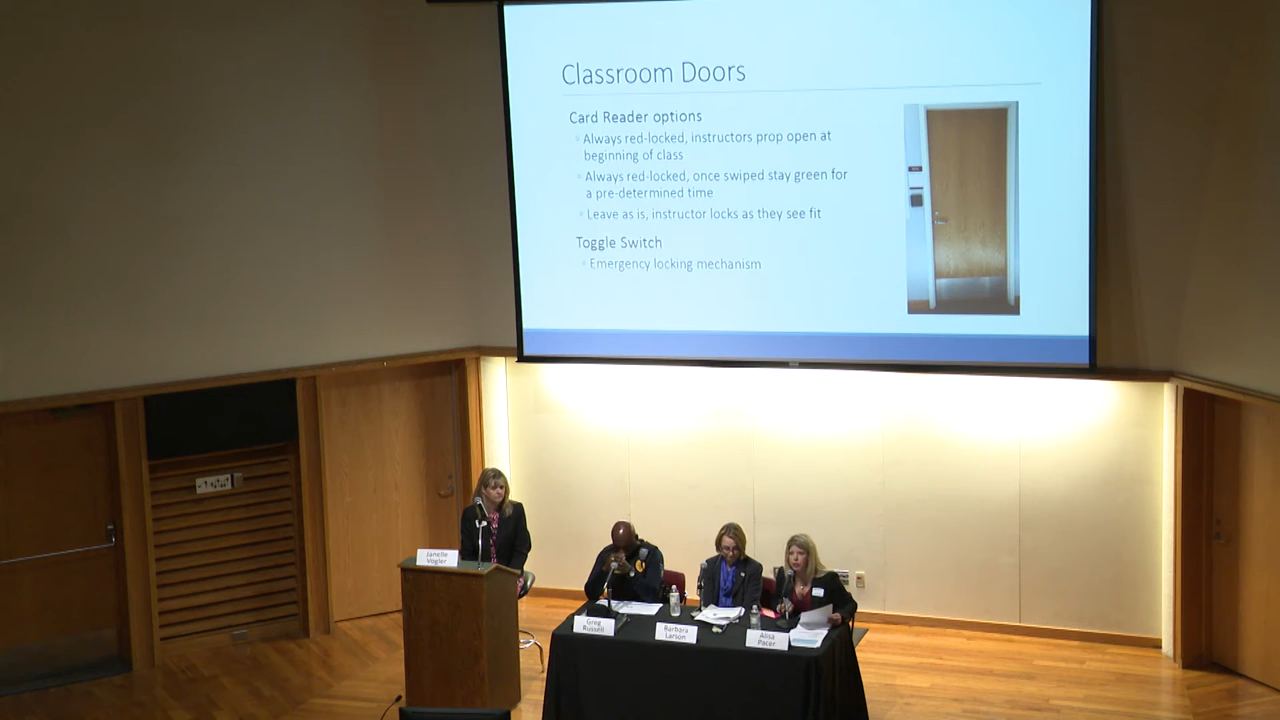 Classroom Doors
Card Reader options
Always red-locked, instructors prop open at
beginning of class
Always red-locked, once swiped stay green for
a pre-determined time
Leave as is, instructor locks as they see fit
Toggle Switch
Emergency locking mechanism
Janelle
Vogler
Greg
Russell
Barbara
Larson
Alisa
Pacer